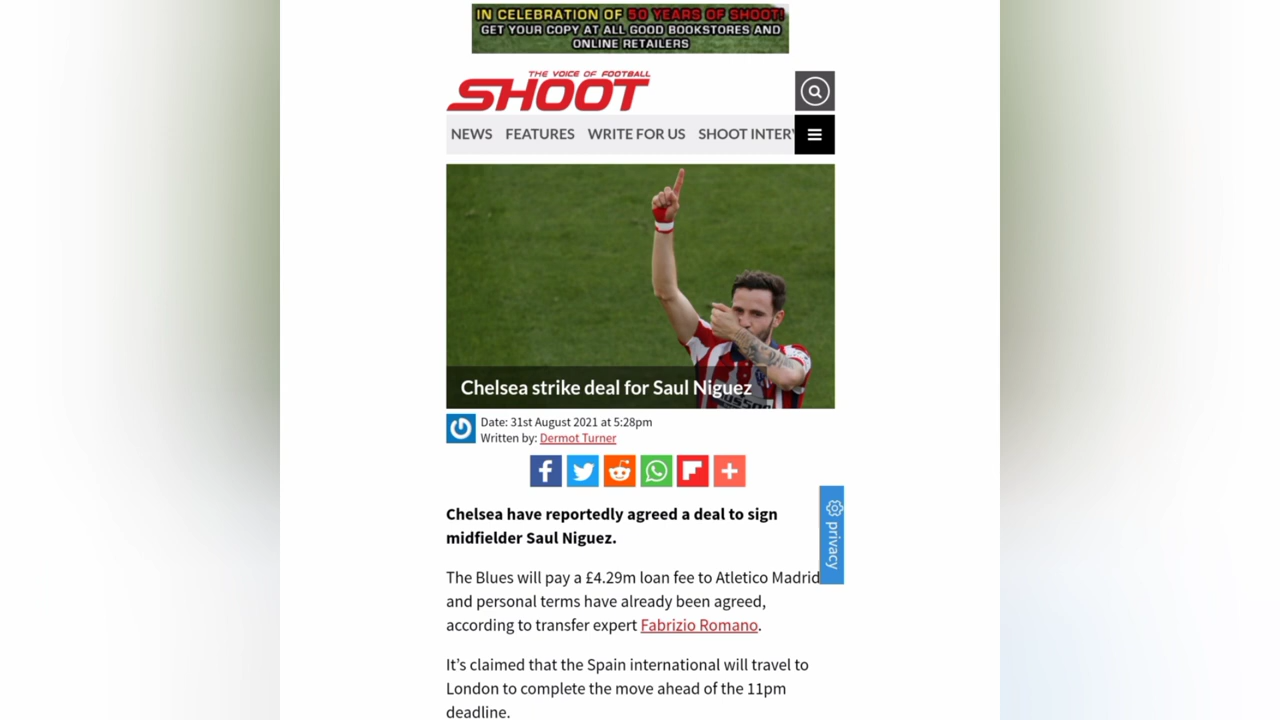 IN CELEBRATION OF 50 YEARS OF SHOOT!
GET YOUR COPY AT ALL GOOD BOOKSTORES AND
ONLINE RETAILERS
THE VOICE OF FOOTBALL
SHOOT
NEWS FEATURES WRITE FOR US SHOOT INTERV
Chelsea strike deal for Saul Niguez
Date: 31st August 2021 at 5:28pm
Written by: Dermot Turner
privacy
Chelsea have reportedly agreed a deal to sign
midfielder Saul Niguez.
The Blues will pay a £4.29m loan fee to Atletico Madrid
and personal terms have already been agreed,
according to transfer expert Fabrizio Romano.
It’s claimed that the Spain international will travel to
London to complete the move ahead of the 11pm
deadline.